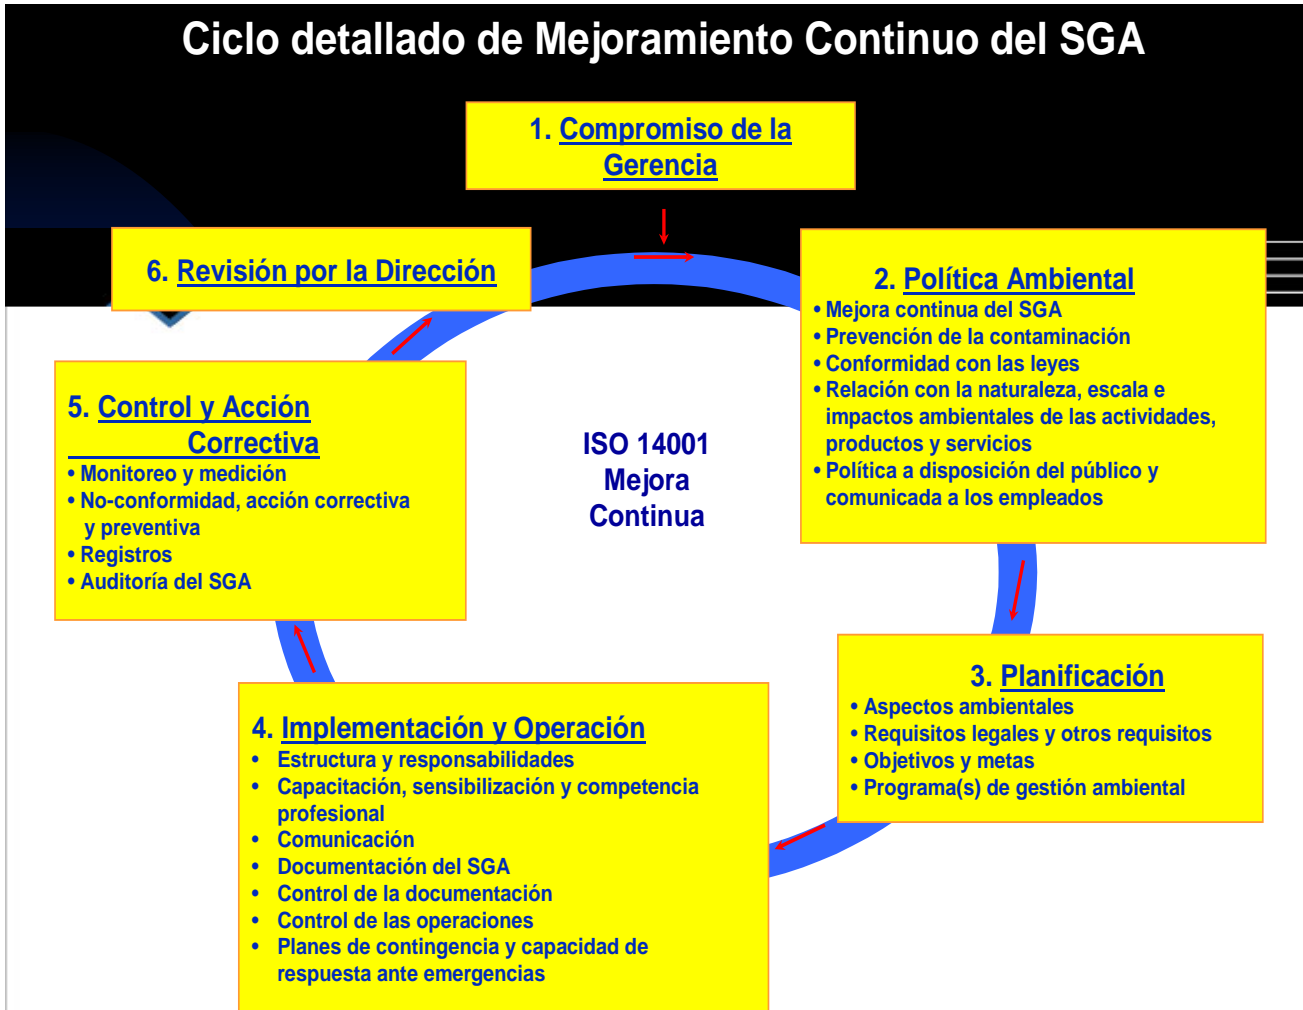 Ciclo detallado de Mejoramiento Continuo del SGA
1. Compromiso de la
Gerencia
6. Revisión por la Dirección
2. Política Ambiental
• Mejora continua del SGA
• Prevención de la contaminación
• Conformidad con las leyes
• Relación con la naturaleza, escala e
impactos ambientales de las actividades,
productos y servicios
• Política a disposición del público y
comunicada a los empleados
5. Control y Acción
Correctiva
• Monitoreo y medición
• No-conformidad, acción correctiva
y preventiva
• Registros
• Auditoría del SGA
ISO 14001
Mejora
Continua
3. Planificación
• Aspectos ambientales
• Requisitos legales y otros requisitos
• Objetivos y metas
• Programa(s) de gestión ambiental
4. Implementación y Operación
• Estructura y responsabilidades
• Capacitación, sensibilización y competencia
profesional
• Comunicación
• Documentación del SGA
• Control de la documentación
• Control de las operaciones
• Planes de contingencia y capacidad de
respuesta ante emergencias